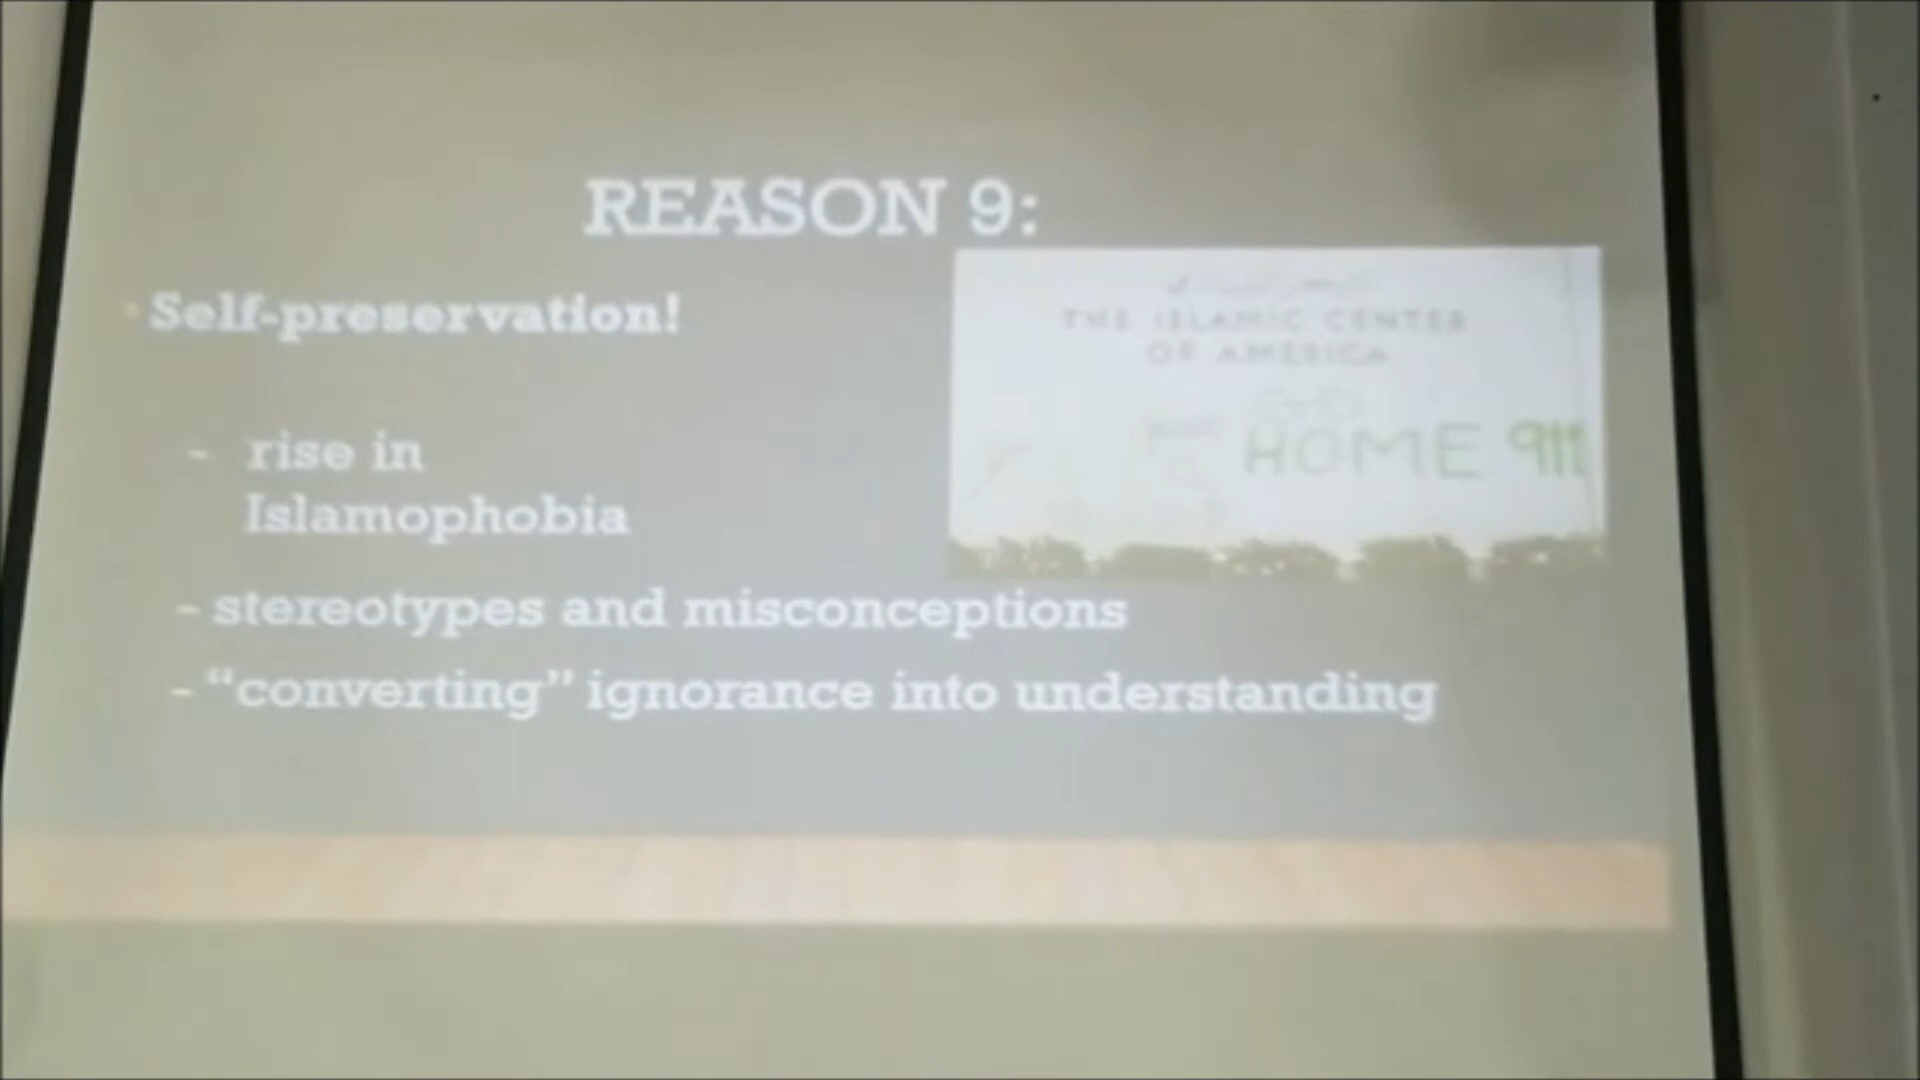 REASON 9:
Self-preservation!
THE ISLAMIC CENTER
OF AMERICA
GO
HOME 911
- rise in
Islamophobia
- stereotypes and misconceptions
- “converting” ignorance into understanding